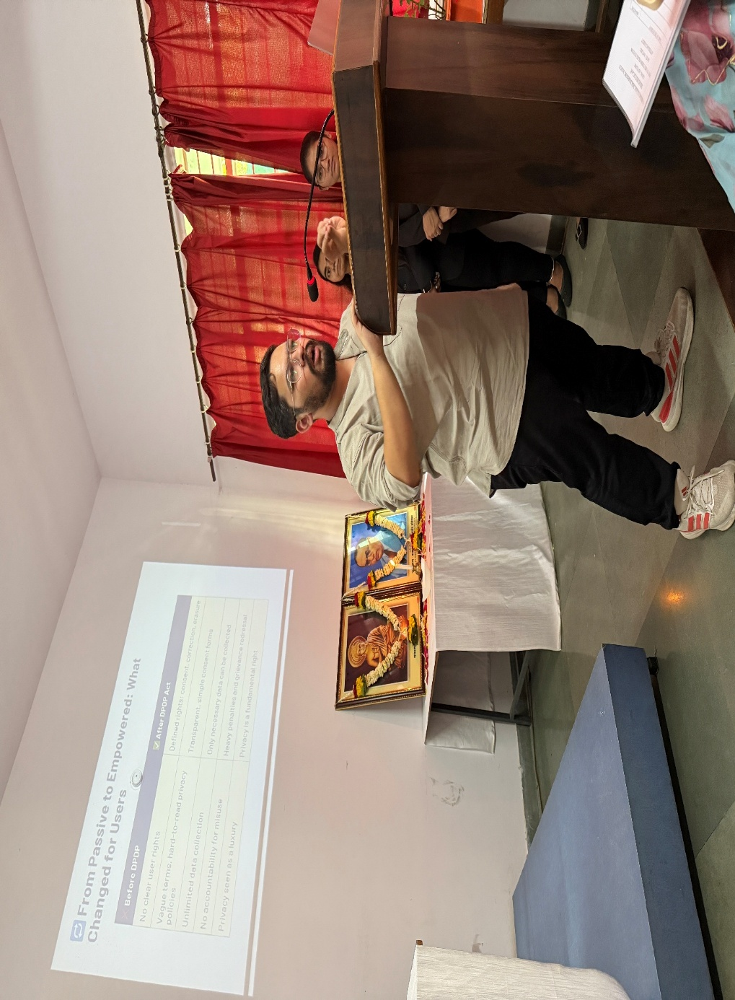 From Passive to Empowered: What
Changed for Users
Before DPDP
After DPDP Act
No clear user rights
Defined rights: consent, correction, erasure
Vague terms, hard-to-read privacy
policies
Transparent, simple consent forms
Unlimited data collection
Only necessary data can be collected
No accountability for misuse
Heavy penalties and grievance redressal
Privacy seen as a luxury
Privacy is a fundamental right